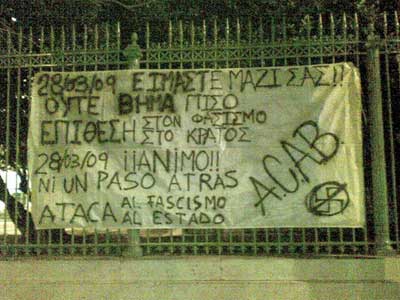 28/03/09 ΕΙΜΑΣΤΕ ΜΑΖΙ ΣΑΣ!!
ΟΥΤΕ ΒΗΜΑ ΠΙΣΟ
ΕΠΙΘΕΣΗ ΣΤΟΝ ΦΑΣΙΣΜΟ
ΣΤΟ ΚΡΑΤΟΣ
28/03/09 ¡¡ANIMO!!
NI UN PASO ATRAS
ATACA AL FASCISMO
AL ESTADO
A.C.A.B.